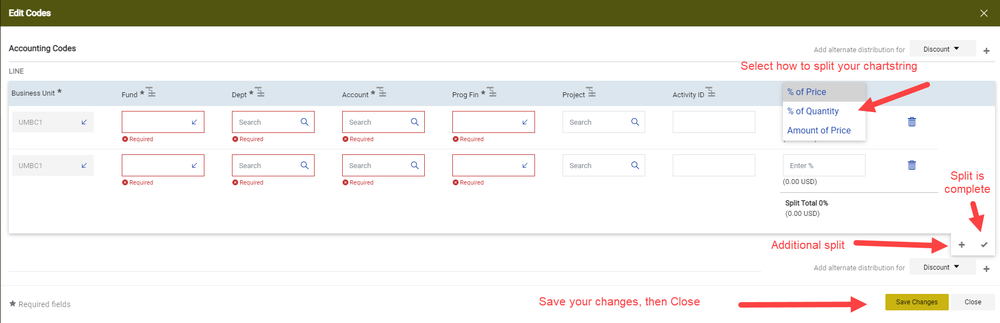 Edit Codes
Accounting Codes
Add alternate distribution for Discount
Select how to split your chartstring
LINE
Business Unit Fund Dept Account Prog Fin Project Activity ID % of Price
% of Quantity
Amount of Price
UMBC1 Search Search Search
Required Required Required Required
UMBC1 Search Search Search Enter %
Required Required Required Required (0.00 USD)
Split is
complete
Split Total 0%
(0.00 USD)
Additional split
Add alternate distribution for Discount
Required fields
Save your changes, then Close
Save Changes Close